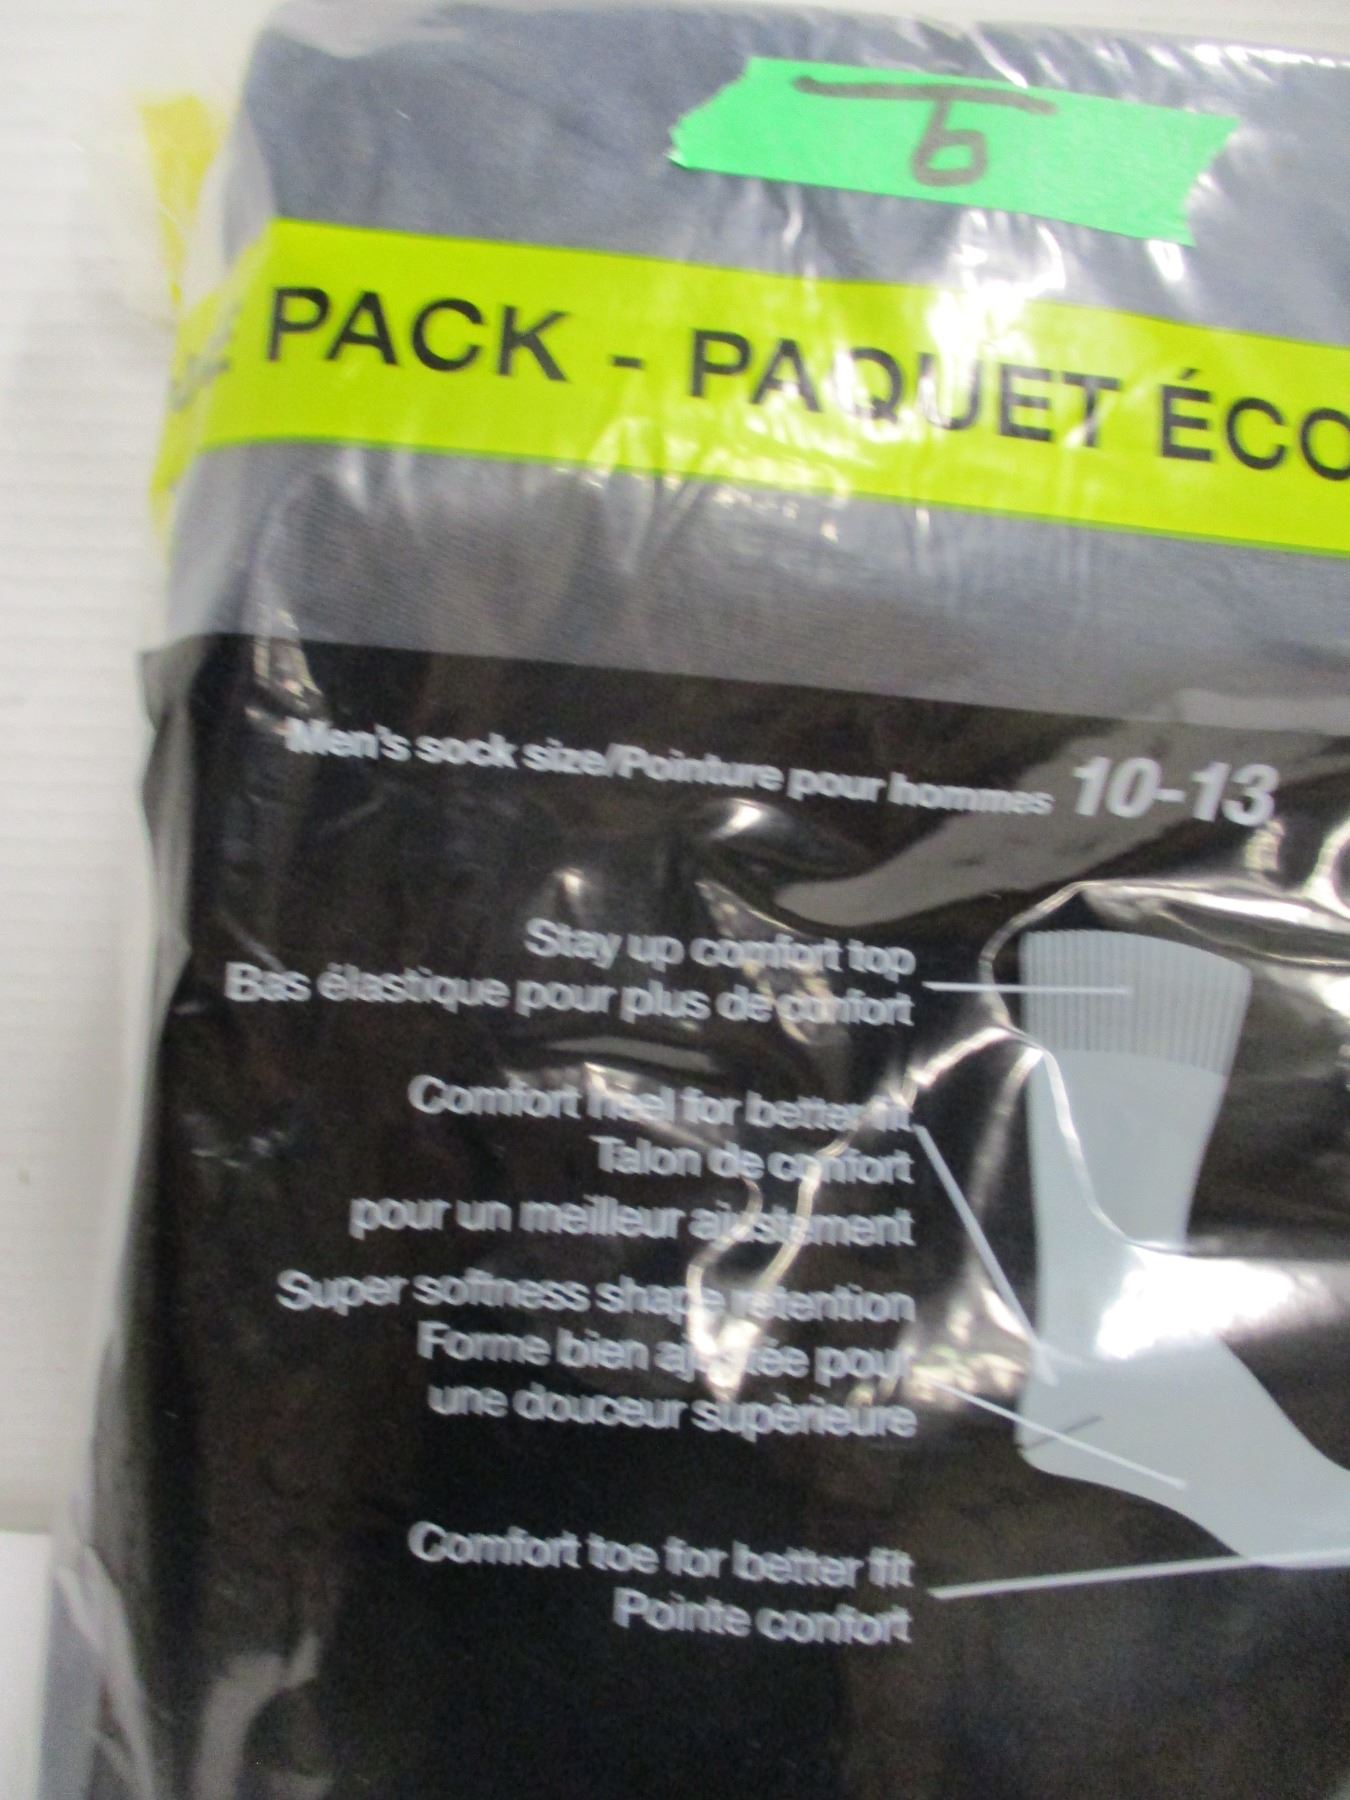 PACK - PAQUET ÉCO
Men's sock size/Pointure pour hommes 10-13
Stay up comfort top
Bas élastique pour plus de confort
Comfort heel for better fit
Talon de confort
pour un meilleur ajustement
Super softness shape retention
Forme bien ajustée pour
une douceur supèrieure
Comfort toe for better fit
Pointe confort